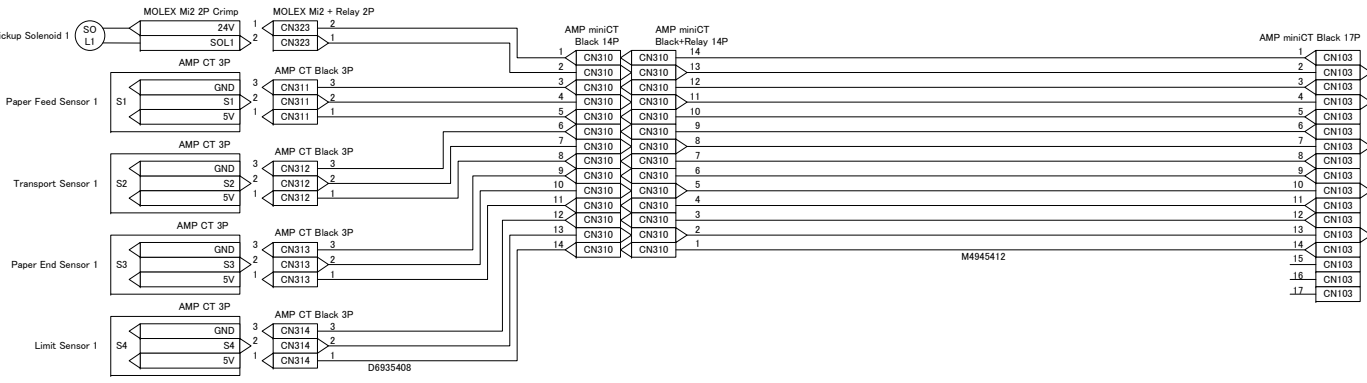 MOLEX Mi2 2P Crimp
MOLEX Mi2 + Relay 2P
ickup Solenoid 1
SO
L1
24V
SOL1
1
2
CN323
CN323
2
1
AMP CT 3P
AMP CT Black 3P
Paper Feed Sensor 1
S1
GND
S1
5V
3
2
1
CN311
CN311
CN311
3
2
1
AMP CT 3P
AMP CT Black 3P
Transport Sensor 1
S2
GND
S2
5V
3
2
1
CN312
CN312
CN312
3
2
1
AMP CT 3P
AMP CT Black 3P
Paper End Sensor 1
S3
GND
S3
5V
3
2
1
CN313
CN313
CN313
3
2
1
AMP CT 3P
AMP CT Black 3P
Limit Sensor 1
S4
GND
S4
5V
3
2
1
CN314
CN314
CN314
3
2
1
D6935408
AMP miniCT
Black 14P
AMP miniCT
Black+Relay 14P
1 CN310 CN310 14
2 CN310 CN310 13
3 CN310 CN310 12
4 CN310 CN310 11
5 CN310 CN310 10
6 CN310 CN310 9
7 CN310 CN310 8
8 CN310 CN310 7
9 CN310 CN310 6
10 CN310 CN310 5
11 CN310 CN310 4
12 CN310 CN310 3
13 CN310 CN310 2
14 CN310 CN310 1
M4945412
AMP miniCT Black 17P
1 CN103
2 CN103
3 CN103
4 CN103
5 CN103
6 CN103
7 CN103
8 CN103
9 CN103
10 CN103
11 CN103
12 CN103
13 CN103
14 CN103
15 CN103
16 CN103
17 CN103